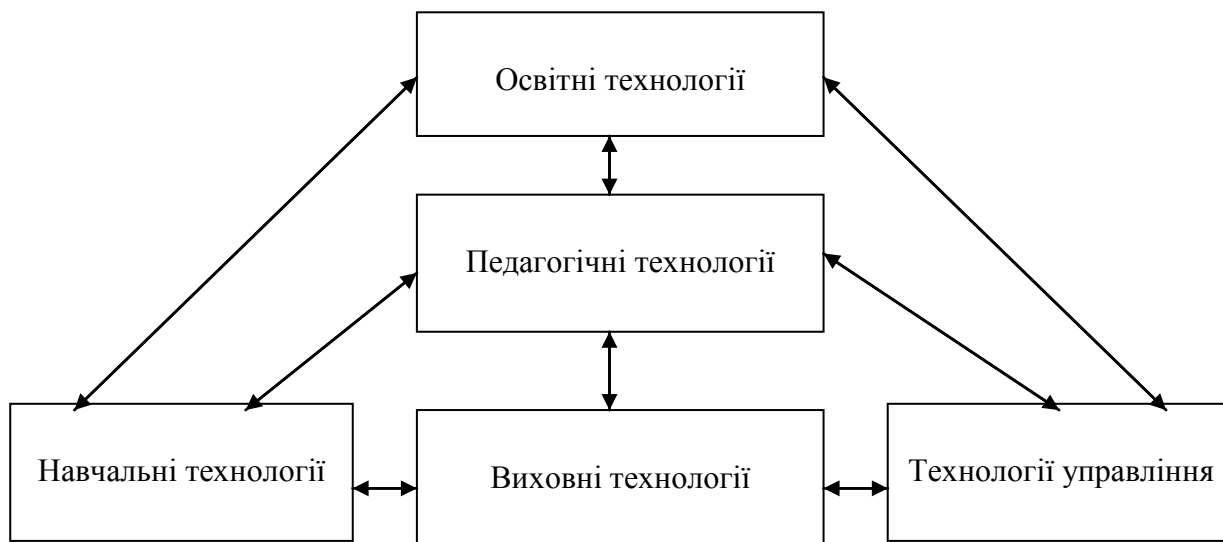 Освітні технології
Педагогічні технології
Навчальні технології
Виховні технології
Технології управління